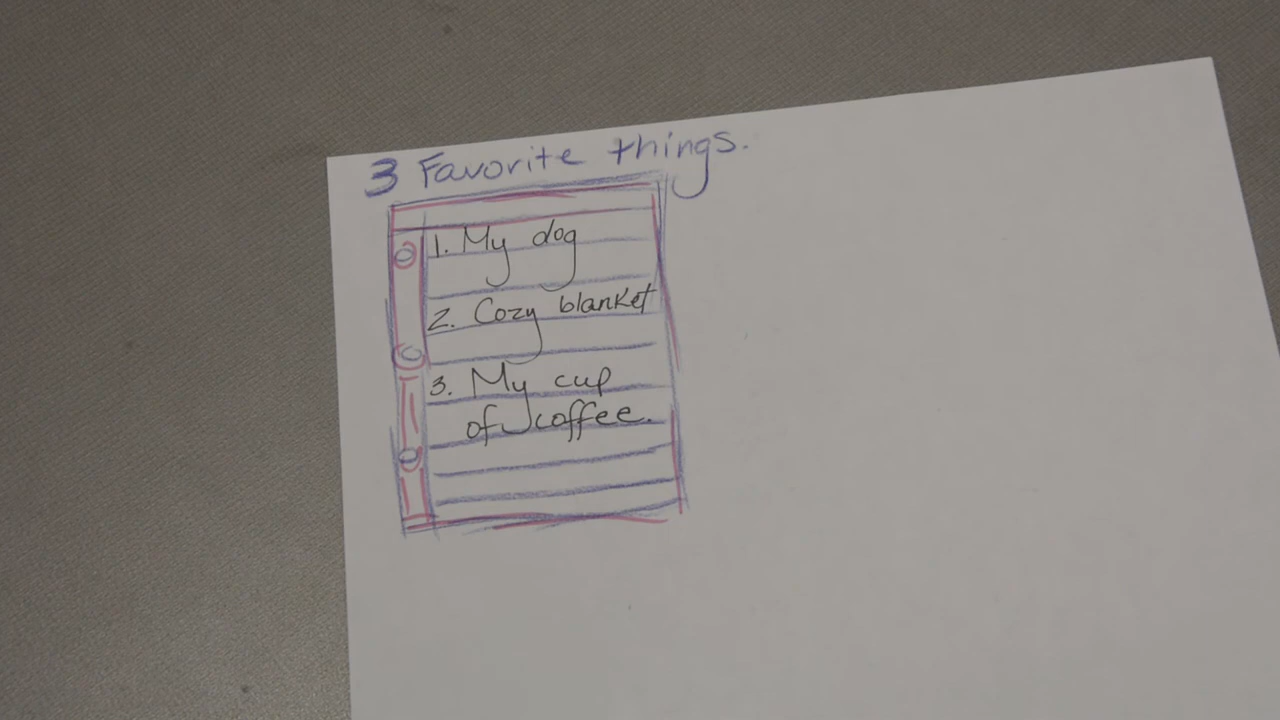 3 Favorite things.
1. My dog
2. Cozy blanket
3. My cup
of coffee.